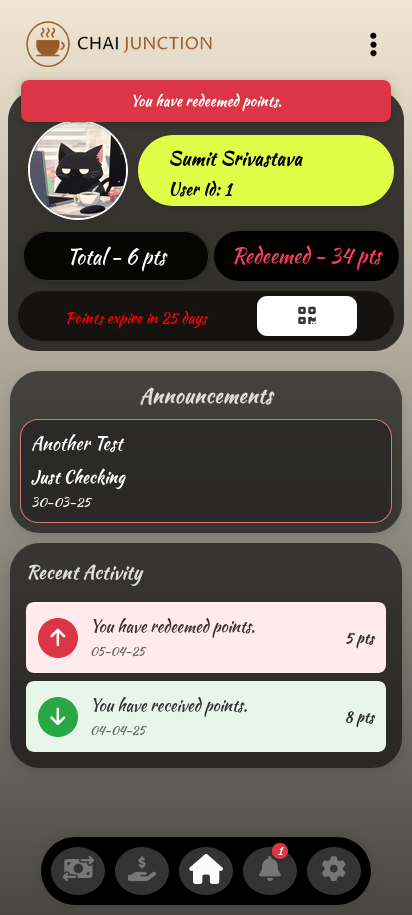 CHAI JUNCTION
You have redeemed points.
Sumit Srivastava
User Id: 1
Total - 6 pts
Redeemed - 34 pts
Points expire in 25 days
Announcements
Another Test
Just Checking
30-03-25
Recent Activity
You have redeemed points.
5 pts
05-04-25
You have received points.
8 pts
04-04-25
1